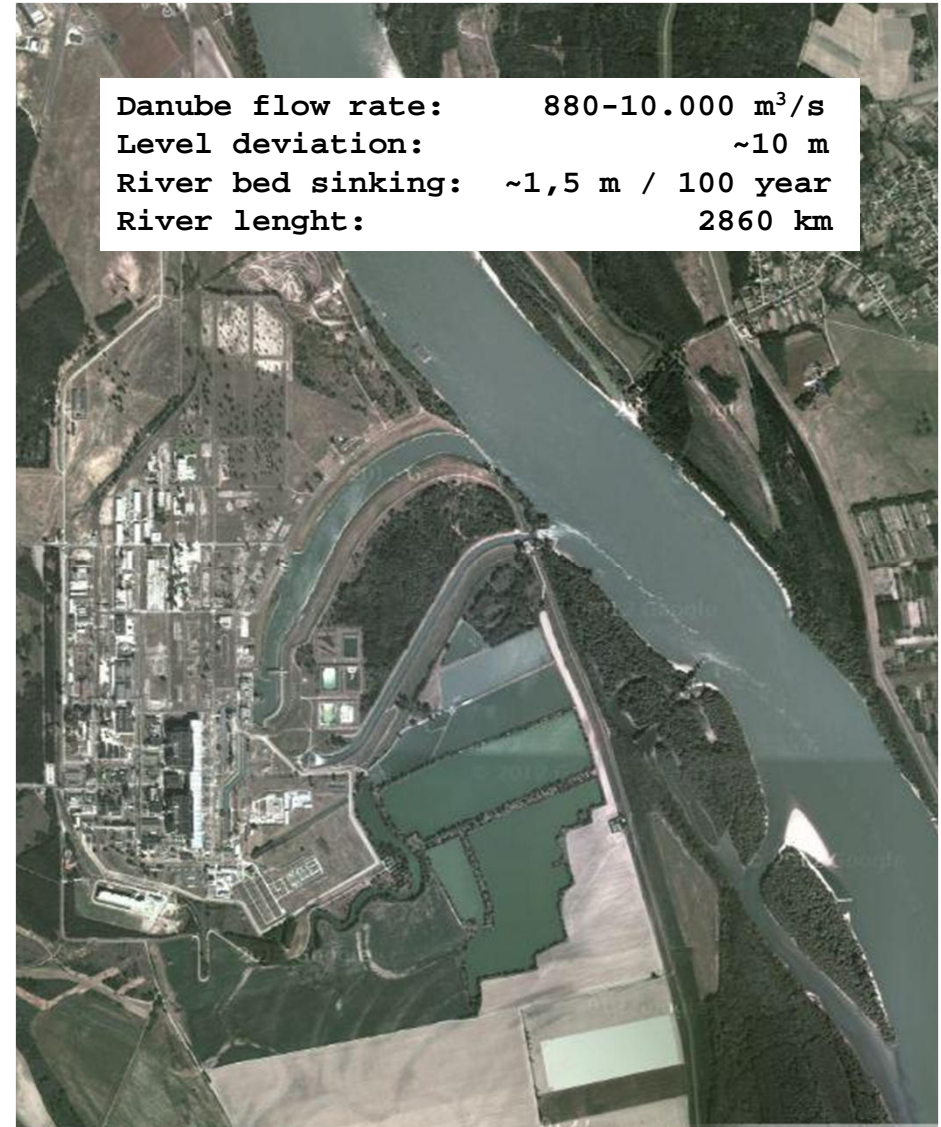 Danube flow rate: 880-10.000 m³/s
Level deviation: ~10 m
River bed sinking: ~1,5 m / 100 year
River lenght: 2860 km